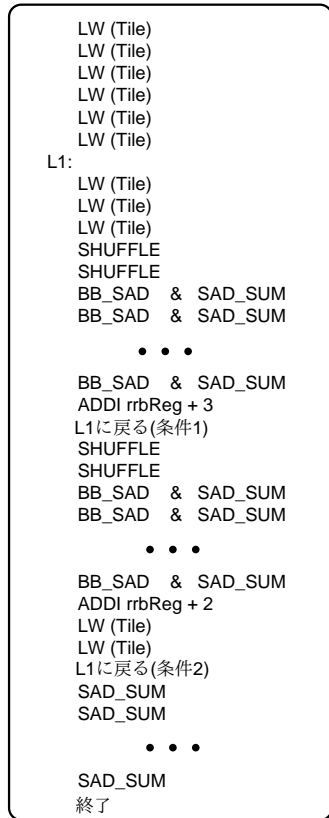 LW (Tile)
LW (Tile)
LW (Tile)
LW (Tile)
LW (Tile)
LW (Tile)
L1:
LW (Tile)
LW (Tile)
LW (Tile)
SHUFFLE
SHUFFLE
BB_SAD & SAD_SUM
BB_SAD & SAD_SUM
• • •
BB_SAD & SAD_SUM
ADDI rrbReg + 3
L1に戻る(条件1)
SHUFFLE
SHUFFLE
BB_SAD & SAD_SUM
BB_SAD & SAD_SUM
• • •
BB_SAD & SAD_SUM
ADDI rrbReg + 2
LW (Tile)
LW (Tile)
L1に戻る(条件2)
SAD_SUM
SAD_SUM
• • •
SAD_SUM
終了